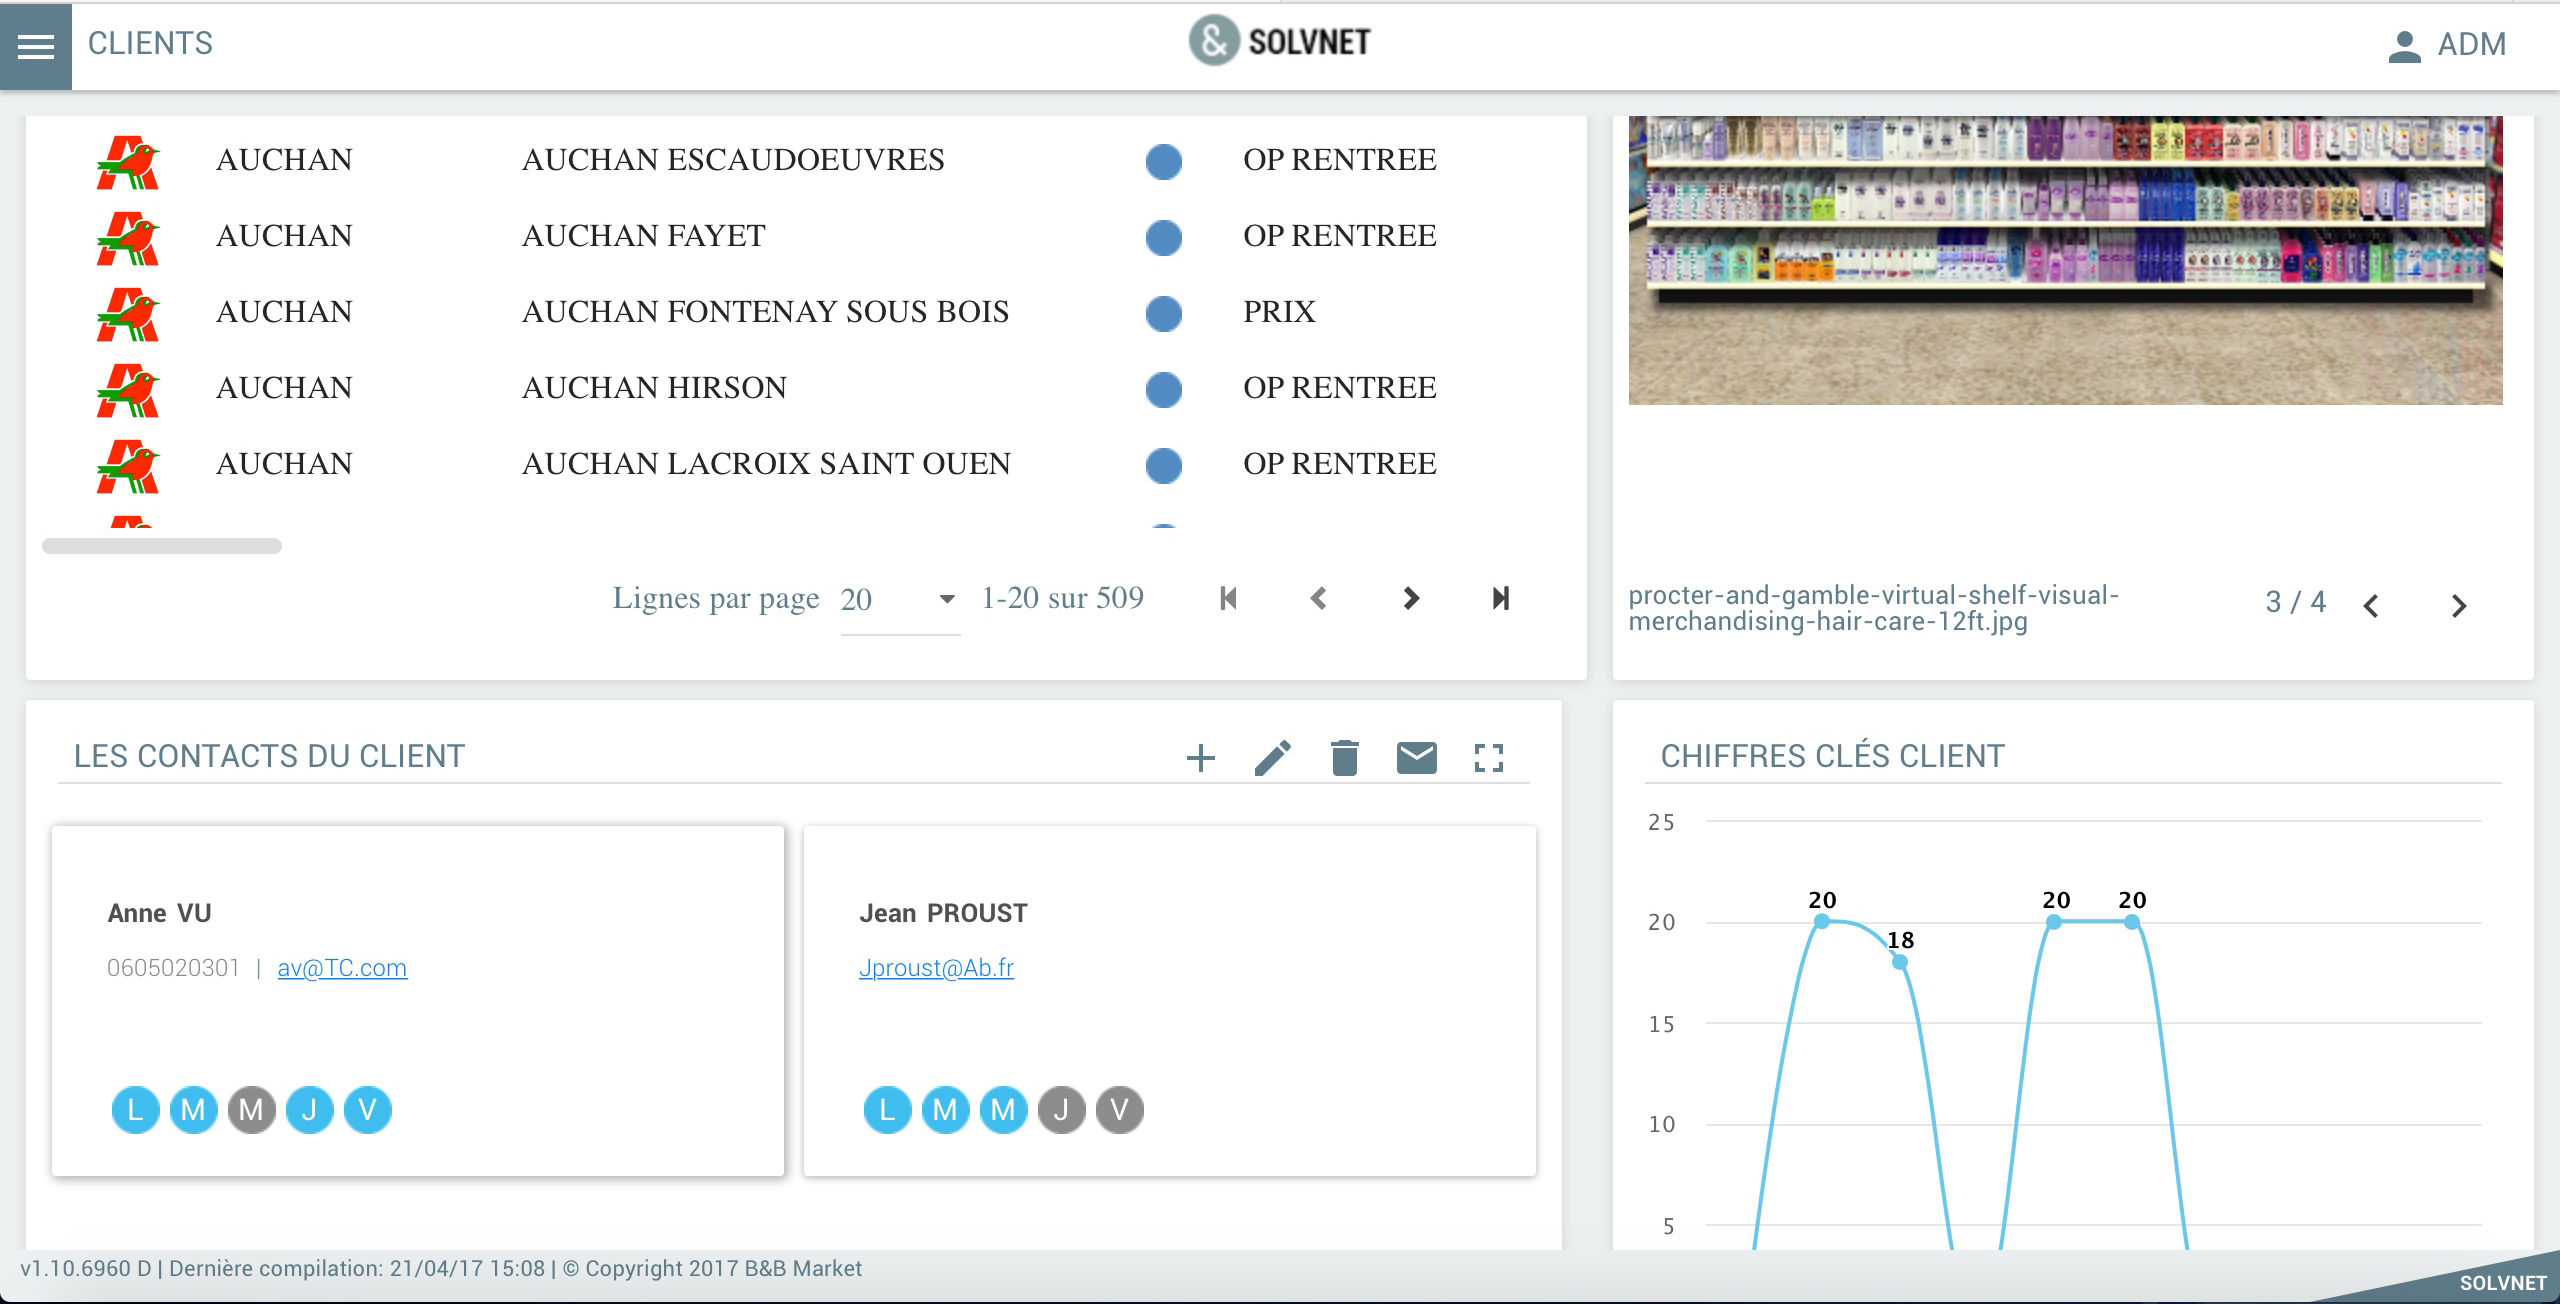 CLIENTS
& SOLVNET
ADM
AUCHAN AUCHAN ESCAUDOEUVRES OP RENTREE
AUCHAN AUCHAN FAYET OP RENTREE
AUCHAN AUCHAN FONTENAY SOUS BOIS PRIX
AUCHAN AUCHAN HIRSON OP RENTREE
AUCHAN AUCHAN LACROIX SAINT OUEN OP RENTREE
Lignes par page 20 1-20 sur 509
procter-and-gamble-virtual-shelf-visual-
merchandising-hair-care-12ft.jpg
3 / 4
LES CONTACTS DU CLIENT
Anne VU
0605020301 | av@TC.com
L M M J V
Jean PROUST
Jproust@Ab.fr
L M M J V
CHIFFRES CLÉS CLIENT
25
20
15
10
5
20
18
20
20
v1.10.6960 D | Dernière compilation: 21/04/17 15:08 | © Copyright 2017 B&B Market
SOLVNET